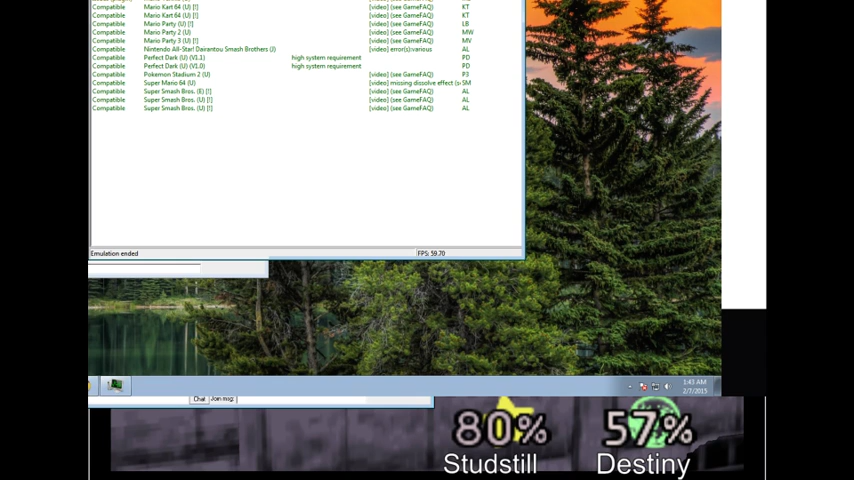 Compatible Mario Kart 64 (U) [!] [video] (see GameFAQ) KT
Compatible Mario Kart 64 (U) [!] [video] (see GameFAQ) KT
Compatible Mario Party (U) [!] [video] (see GameFAQ) LB
Compatible Mario Party 2 (U) [video] (see GameFAQ) MW
Compatible Mario Party 3 (U) [!] [video] (see GameFAQ) MV
Compatible Nintendo All-Star! Dairantou Smash Brothers (J) [video] error(s):various AL
Compatible Perfect Dark (U) (V1.1) high system requirement PD
Compatible Perfect Dark (U) (V1.0) high system requirement PD
Compatible Pokemon Stadium 2 (U) [video] (see GameFAQ) P3
Compatible Super Mario 64 (U) [video] missing dissolve effect (s SM
Compatible Super Smash Bros. (E) [!] [video] (see GameFAQ) AL
Compatible Super Smash Bros. (U) [!] [video] (see GameFAQ) AL
Compatible Super Smash Bros. (U) [!] [video] (see GameFAQ) AL
Emulation ended FPS: 59.70
1:43 AM
2/7/2015
Chat Join msg:
80% 57%
Studstill Destiny